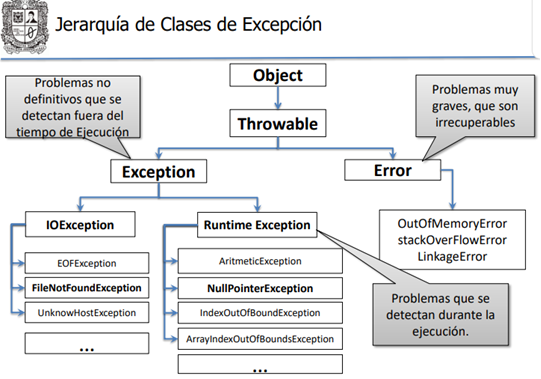 Jerarquía de Clases de Excepción
Problemas no
definitivos que se
detectan fuera del
tiempo de Ejecución
Object
Problemas muy
graves, que son
irrecuperables
Throwable
Exception
Error
IOException
Runtime Exception
OutOfMemoryError
stackOverFlowError
LinkageError
EOFException
FileNotFoundException
UnknowHostException
...
AritmeticException
NullPointerException
IndexOutOfBoundException
ArrayIndexOutOfBoundsException
...
Problemas que se
detectan durante la
ejecución.